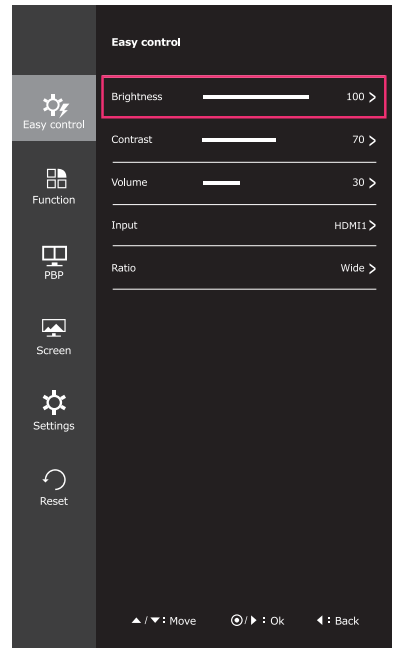 Easy control
Easy control
Function
PBP
Screen
Settings
Reset
Brightness 100
Contrast 70
Volume 30
Input HDMI1
Ratio Wide
▲ / ▼ : Move ◉ / ▶ : Ok ◀ : Back